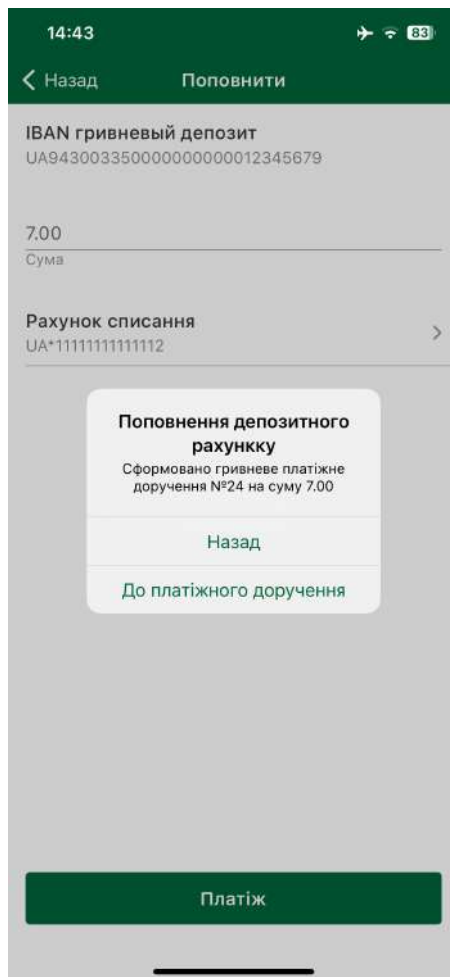 14:43
83
Назад Поповнити
IBAN гривневый депозит
UA943003350000000000012345679
7.00
Сума
Рахунок списання
UA*11111111111112
Поповнення депозитного
рахункку
Сформовано гривневе платіжне
доручення №24 на суму 7.00
Назад
До платіжного доручення
Платіж